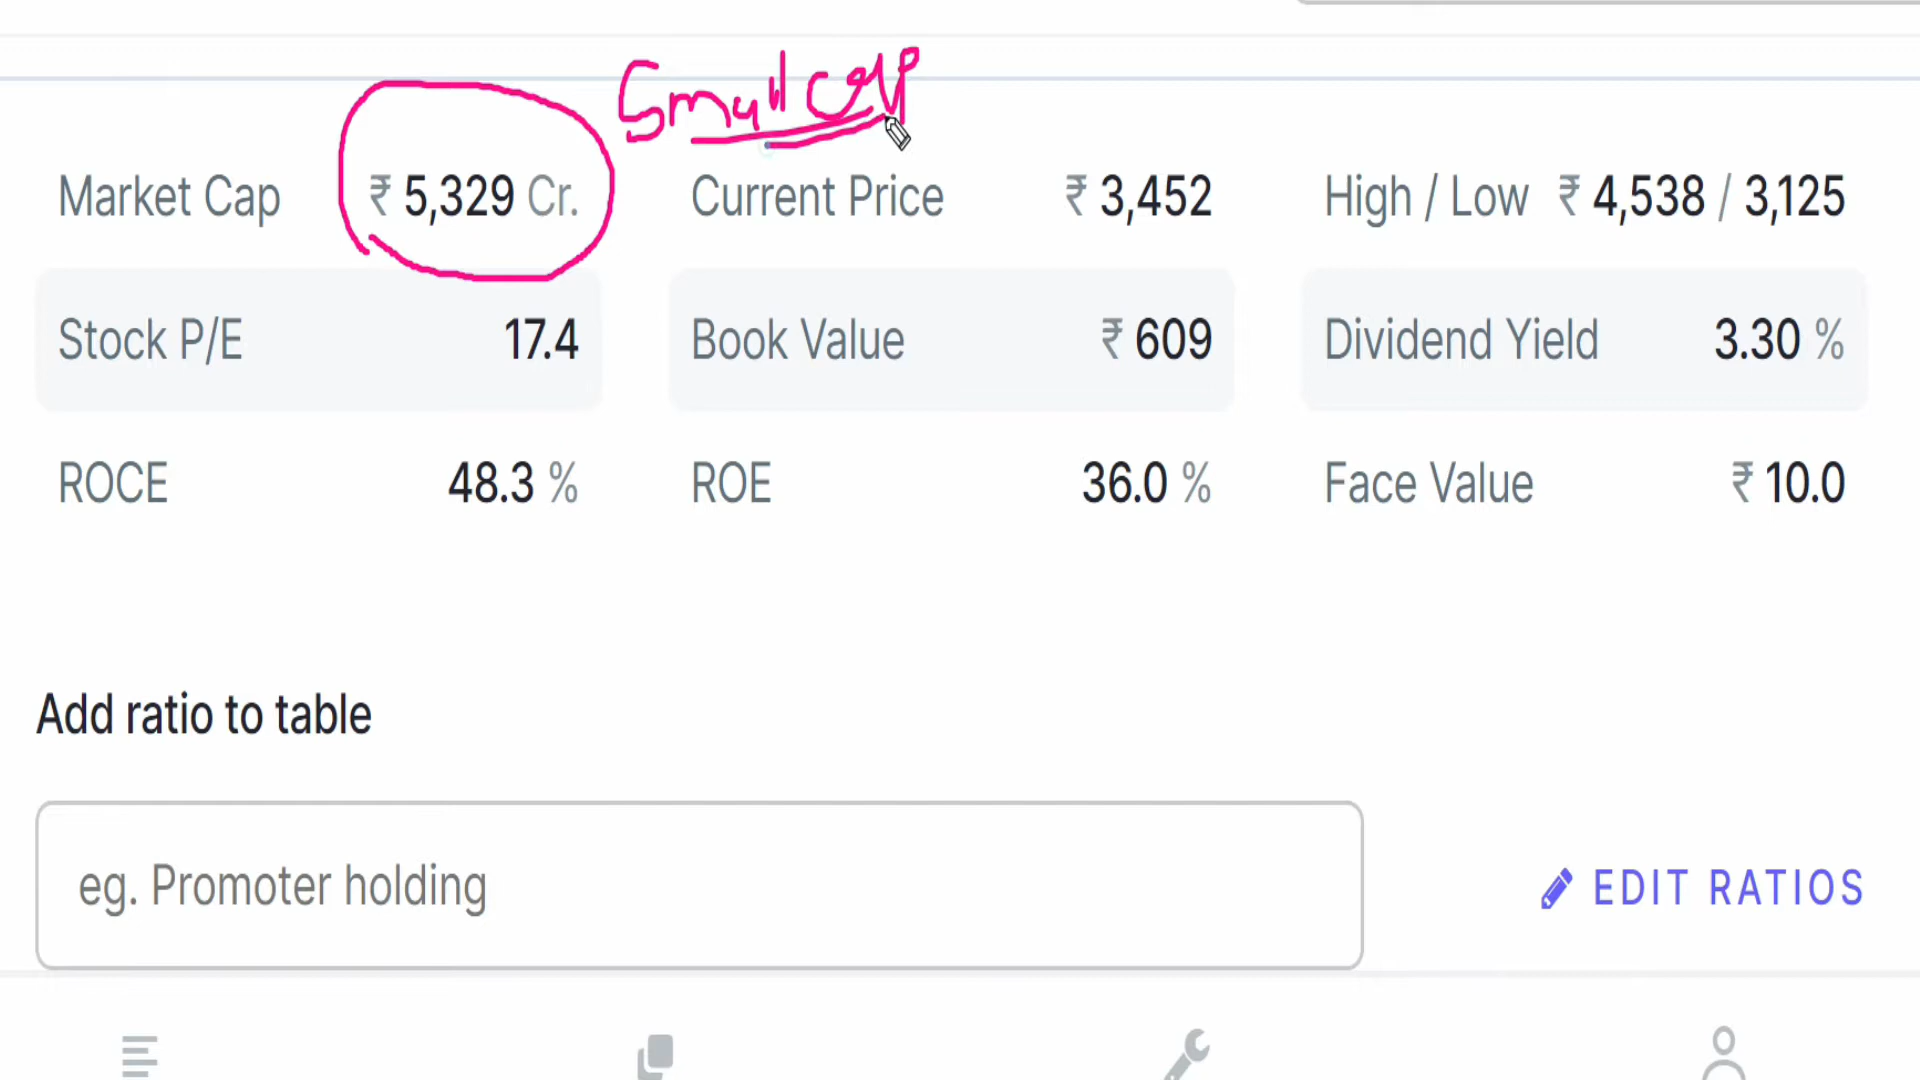 Small cap
Market Cap ₹ 5,329 Cr. Current Price ₹ 3,452 High / Low ₹ 4,538 / 3,125
Stock P/E 17.4 Book Value ₹ 609 Dividend Yield 3.30 %
ROCE 48.3 % ROE 36.0 % Face Value ₹ 10.0
Add ratio to table
eg. Promoter holding
EDIT RATIOS